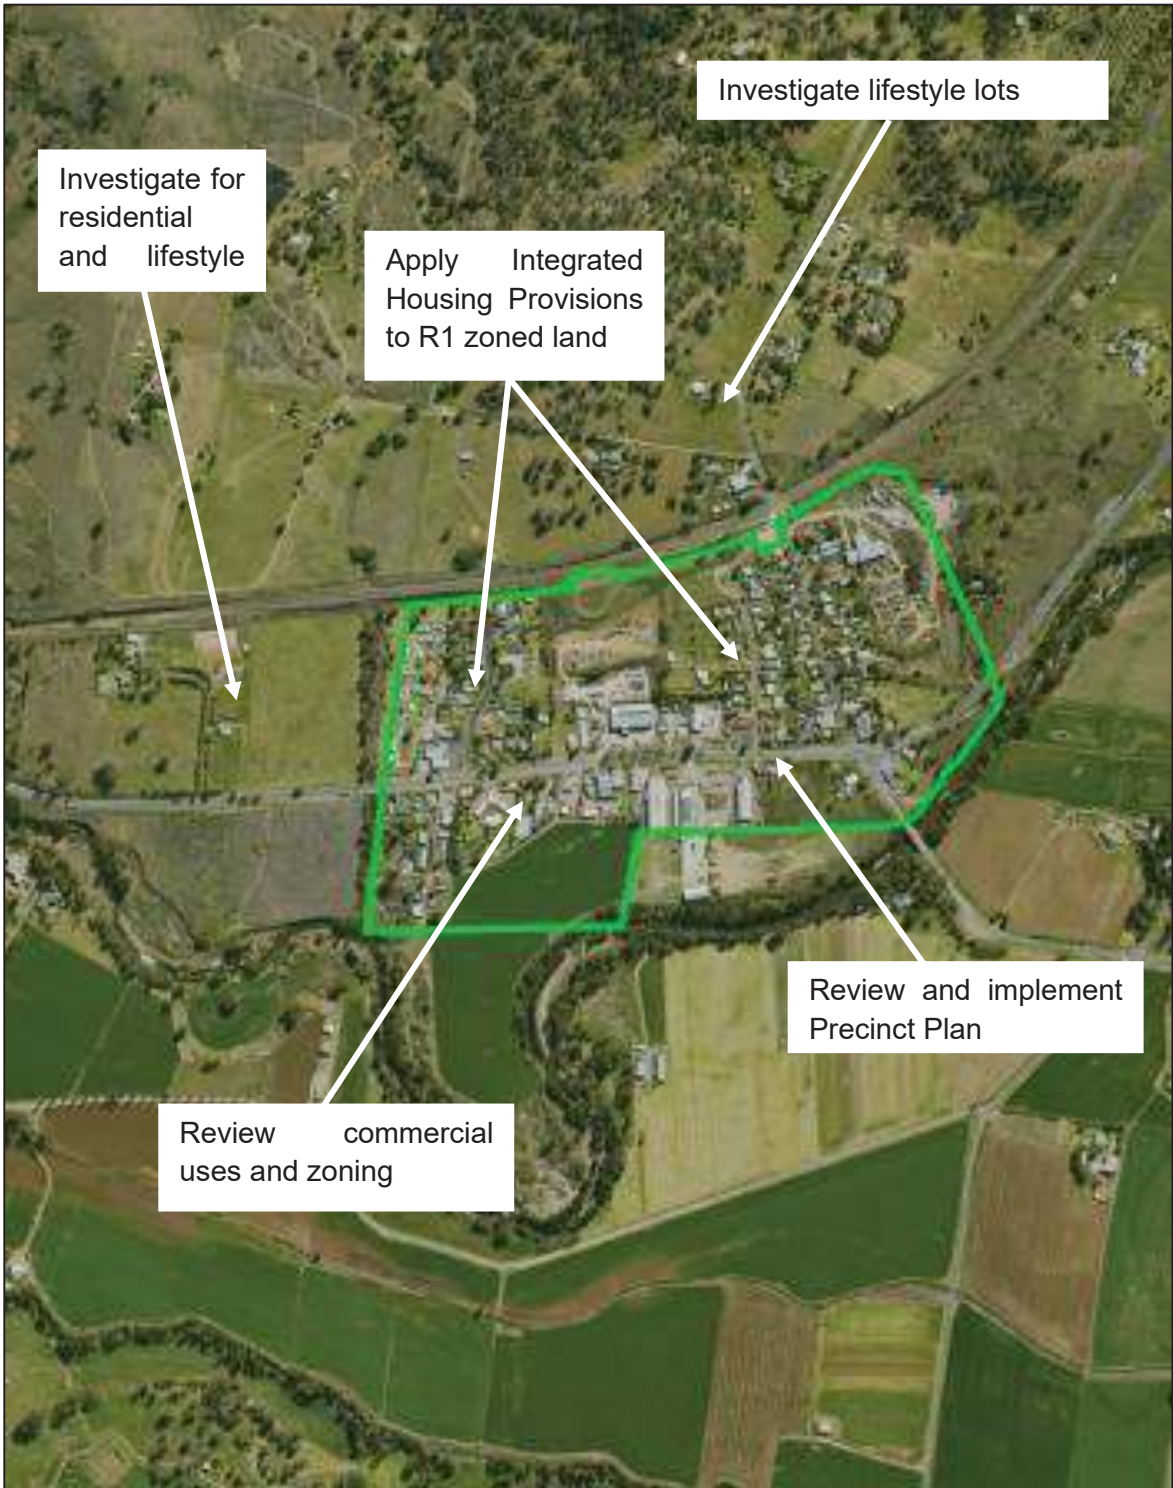 Investigate lifestyle lots
Investigate for
residential
and lifestyle
Apply Integrated
Housing Provisions
to R1 zoned land
Review and implement
Precinct Plan
Review commercial
uses and zoning